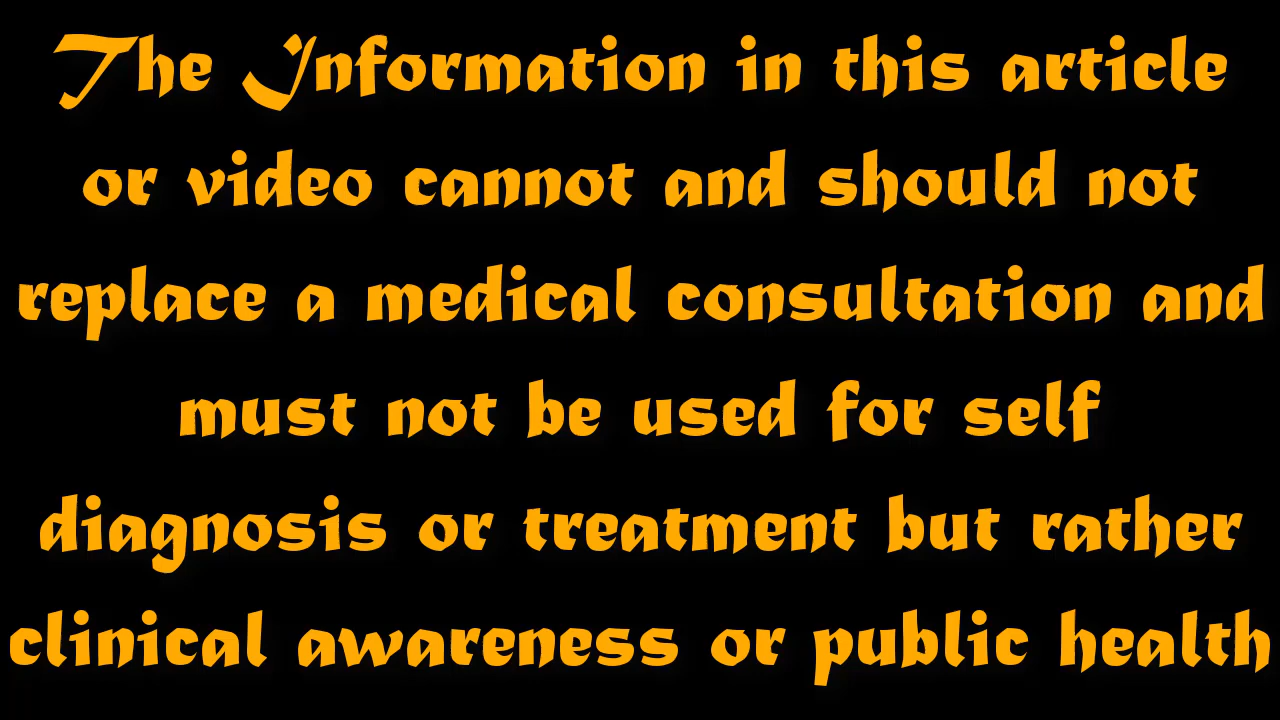 The Information in this article
or video cannot and should not
replace a medical consultation and
must not be used for self
diagnosis or treatment but rather
clinical awareness or public health